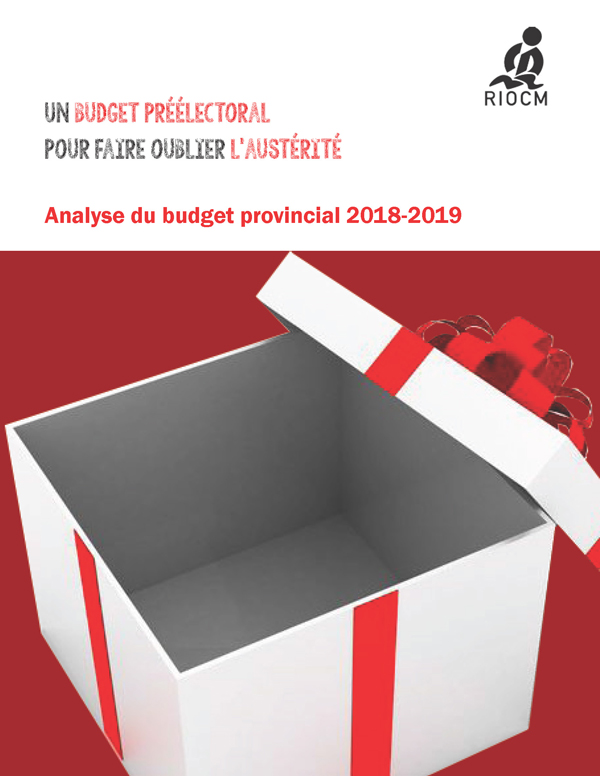 RIOCM
UN BUDGET PRÉÉLECTORAL
POUR FAIRE OUBLIER L'AUSTÉRITÉ
Analyse du budget provincial 2018-2019